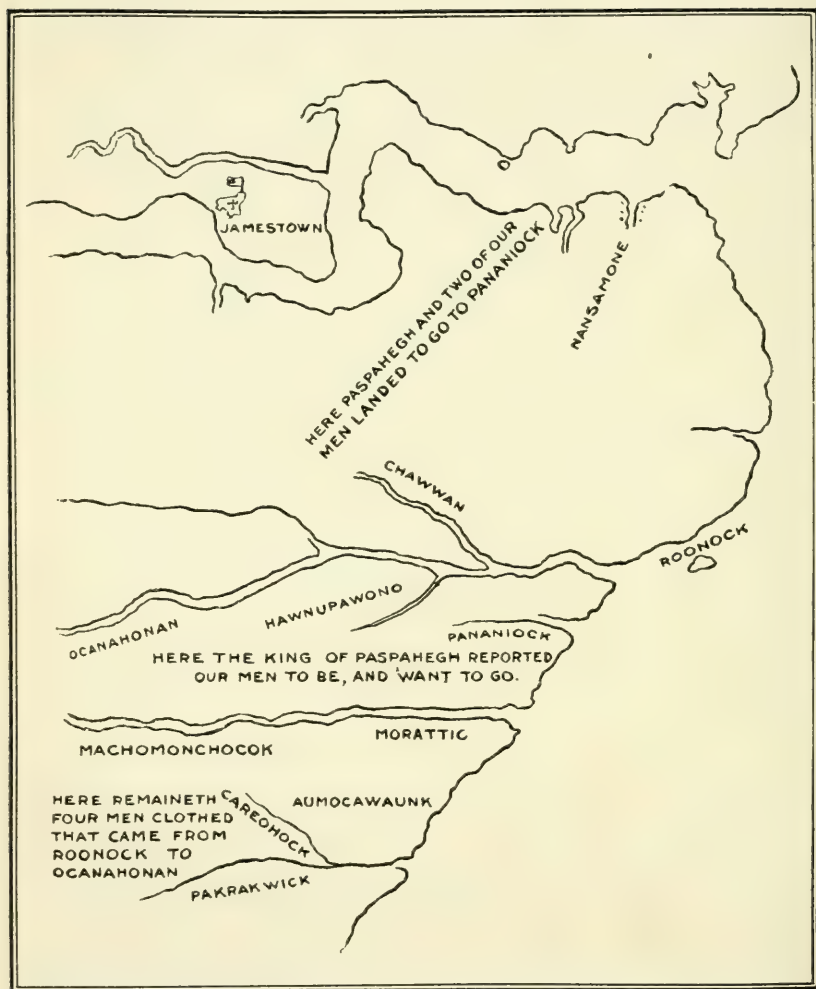 JAMESTOWN
HERE PASPAHEGH AND TWO OF OUR
MEN LANDED TO GO TO PANANIOCK
NANSAMONE
CHAWWAN
ROONOCK
OCANAHONAN
HAWNUPAWONO
PANANIOCK
HERE THE KING OF PASPAHEGH REPORTED
OUR MEN TO BE, AND WANT TO GO.
MACHOMONCHOCOK
MORATTIC
HERE REMAINETH
FOUR MEN CLOTHED
THAT CAME FROM
ROONOCK TO
OCANAHONAN
CAREOHOCK
AUMOCAWAUNK
PAKRAKWICK